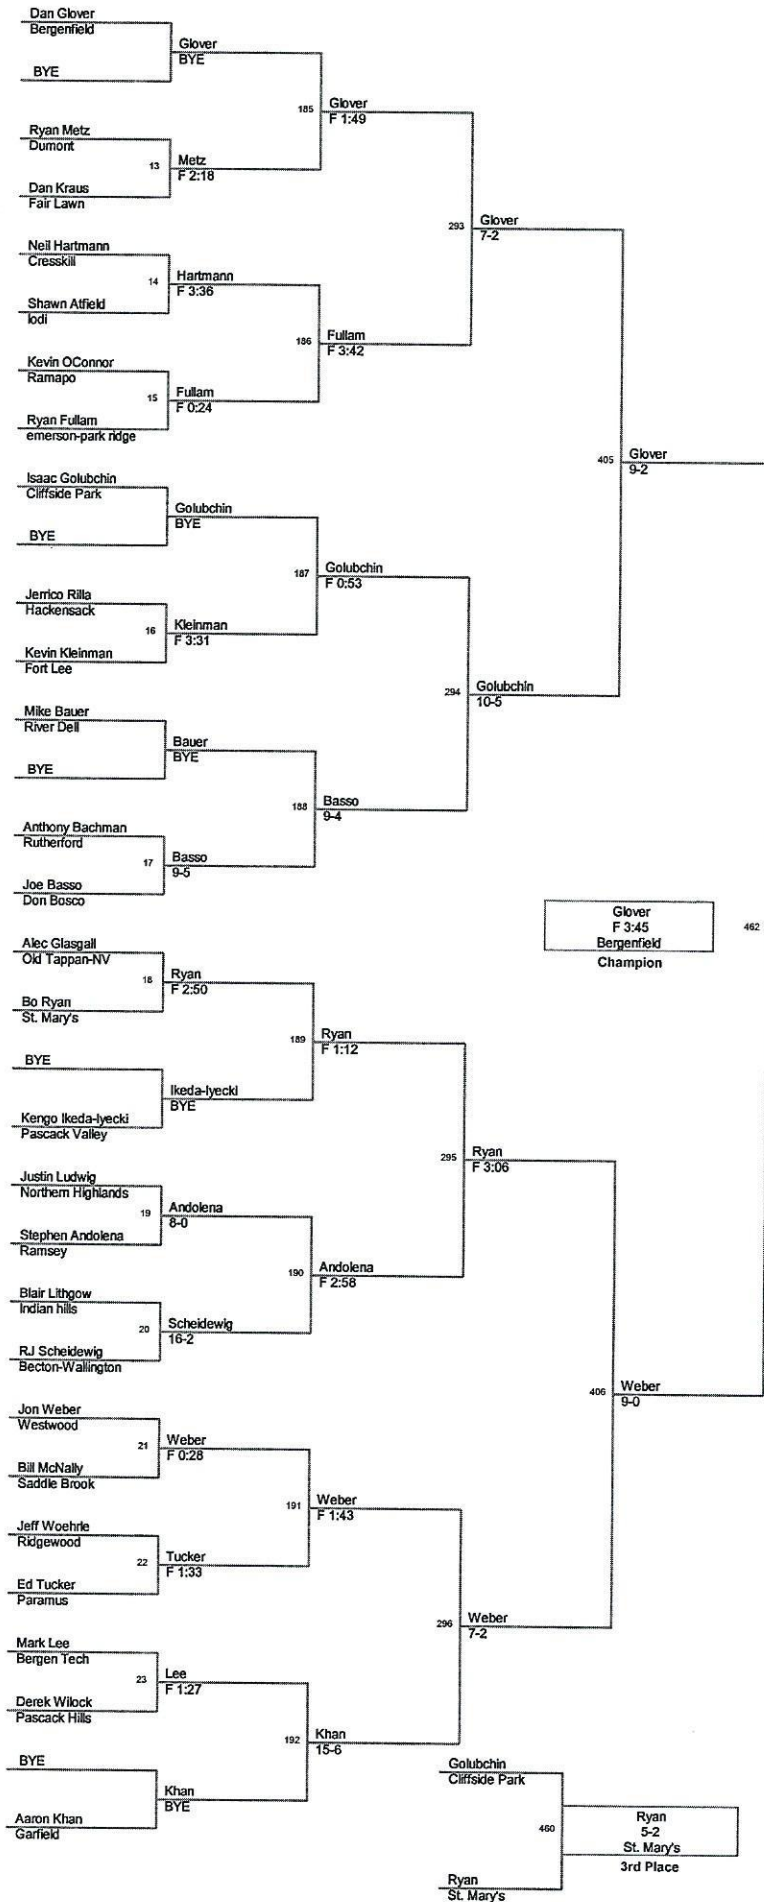 Dan Glover
Bergenfield
BYE
Glover
BYE
Ryan Metz
Dumont
13
Dan Kraus
Fair Lawn
Metz
F 2:18
185
Glover
F 1:49
Neil Hartmann
Cresskill
14
Shawn Atfield
lodi
Hartmann
F 3:36
Kevin OConnor
Ramapo
15
Ryan Fullam
emerson-park ridge
Fullam
F 0:24
186
Fullam
F 3:42
293
Glover
7-2
Isaac Golubchin
Cliffside Park
BYE
Golubchin
BYE
Jerrico Rilla
Hackensack
16
Kevin Kleinman
Fort Lee
Kleinman
F 3:31
187
Golubchin
F 0:53
Mike Bauer
River Dell
BYE
Bauer
BYE
Anthony Bachman
Rutherford
17
Joe Basso
Don Bosco
Basso
9-5
188
Basso
9-4
294
Golubchin
10-5
405
Glover
9-2
Glover
F 3:45
Bergenfield
Champion
462
Alec Glasgall
Old Tappan-NV
18
Bo Ryan
St. Mary's
Ryan
F 2:50
BYE
Kengo Ikeda-Iyecki
Pascack Valley
Ikeda-Iyecki
BYE
189
Ryan
F 1:12
Justin Ludwig
Northern Highlands
19
Stephen Andolena
Ramsey
Andolena
8-0
Blair Lithgow
Indian hills
20
RJ Scheidewig
Becton-Wallington
Scheidewig
16-2
190
Andolena
F 2:58
295
Ryan
F 3:06
Jon Weber
Westwood
21
Bill McNally
Saddle Brook
Weber
F 0:28
Jeff Woehrle
Ridgewood
22
Ed Tucker
Paramus
Tucker
F 1:33
191
Weber
F 1:43
Mark Lee
Bergen Tech
23
Derek Wilock
Pascack Hills
Lee
F 1:27
BYE
Aaron Khan
Garfield
Khan
BYE
192
Khan
15-6
296
Weber
7-2
406
Weber
9-0
Golubchin
Cliffside Park
460
Ryan
St. Mary's
Ryan
5-2
St. Mary's
3rd Place